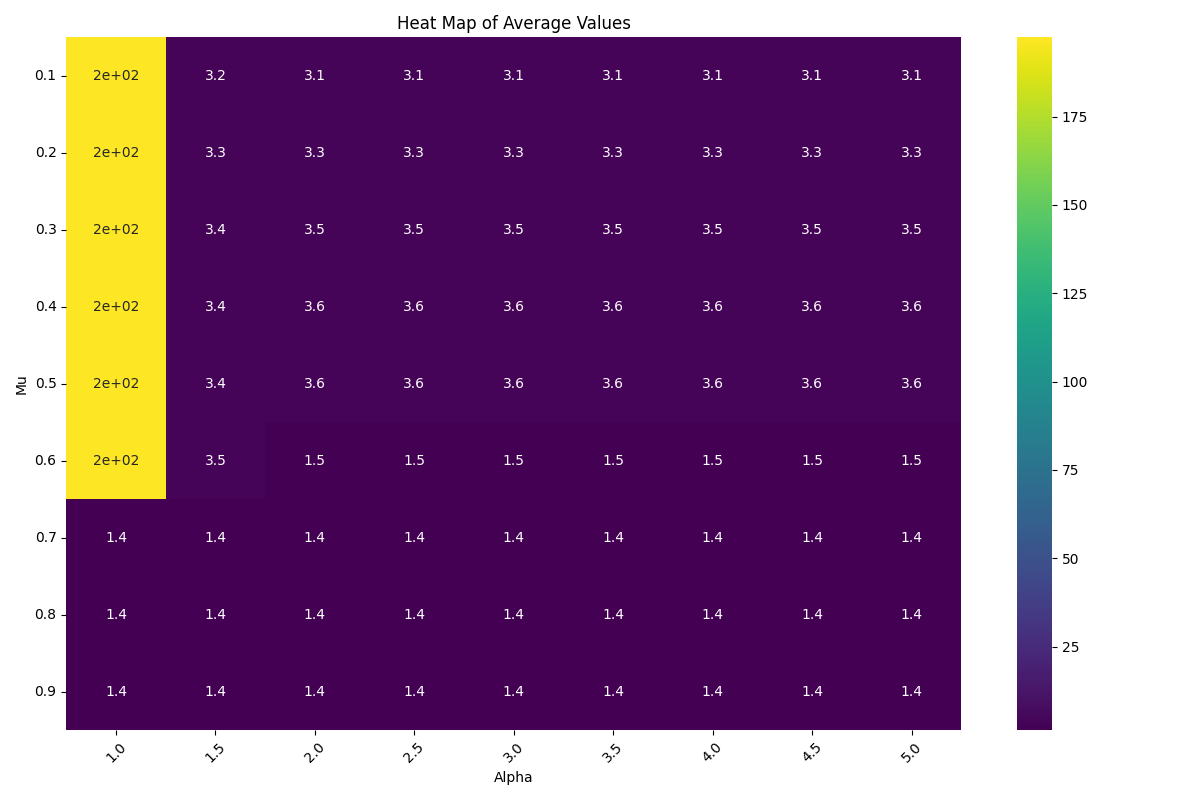 Heat Map of Average Values
0.1 2e+02 3.2 3.1 3.1 3.1 3.1 3.1 3.1 3.1
175
0.2 2e+02 3.3 3.3 3.3 3.3 3.3 3.3 3.3 3.3
150
0.3 2e+02 3.4 3.5 3.5 3.5 3.5 3.5 3.5 3.5
125
0.4 2e+02 3.4 3.6 3.6 3.6 3.6 3.6 3.6 3.6
100
Mu
0.5 2e+02 3.4 3.6 3.6 3.6 3.6 3.6 3.6 3.6
0.6 2e+02 3.5 1.5 1.5 1.5 1.5 1.5 1.5 1.5
75
0.7 1.4 1.4 1.4 1.4 1.4 1.4 1.4 1.4 1.4
50
0.8 1.4 1.4 1.4 1.4 1.4 1.4 1.4 1.4 1.4
25
0.9 1.4 1.4 1.4 1.4 1.4 1.4 1.4 1.4 1.4
1.0 1.5 2.0 2.5 3.0 3.5 4.0 4.5 5.0
Alpha